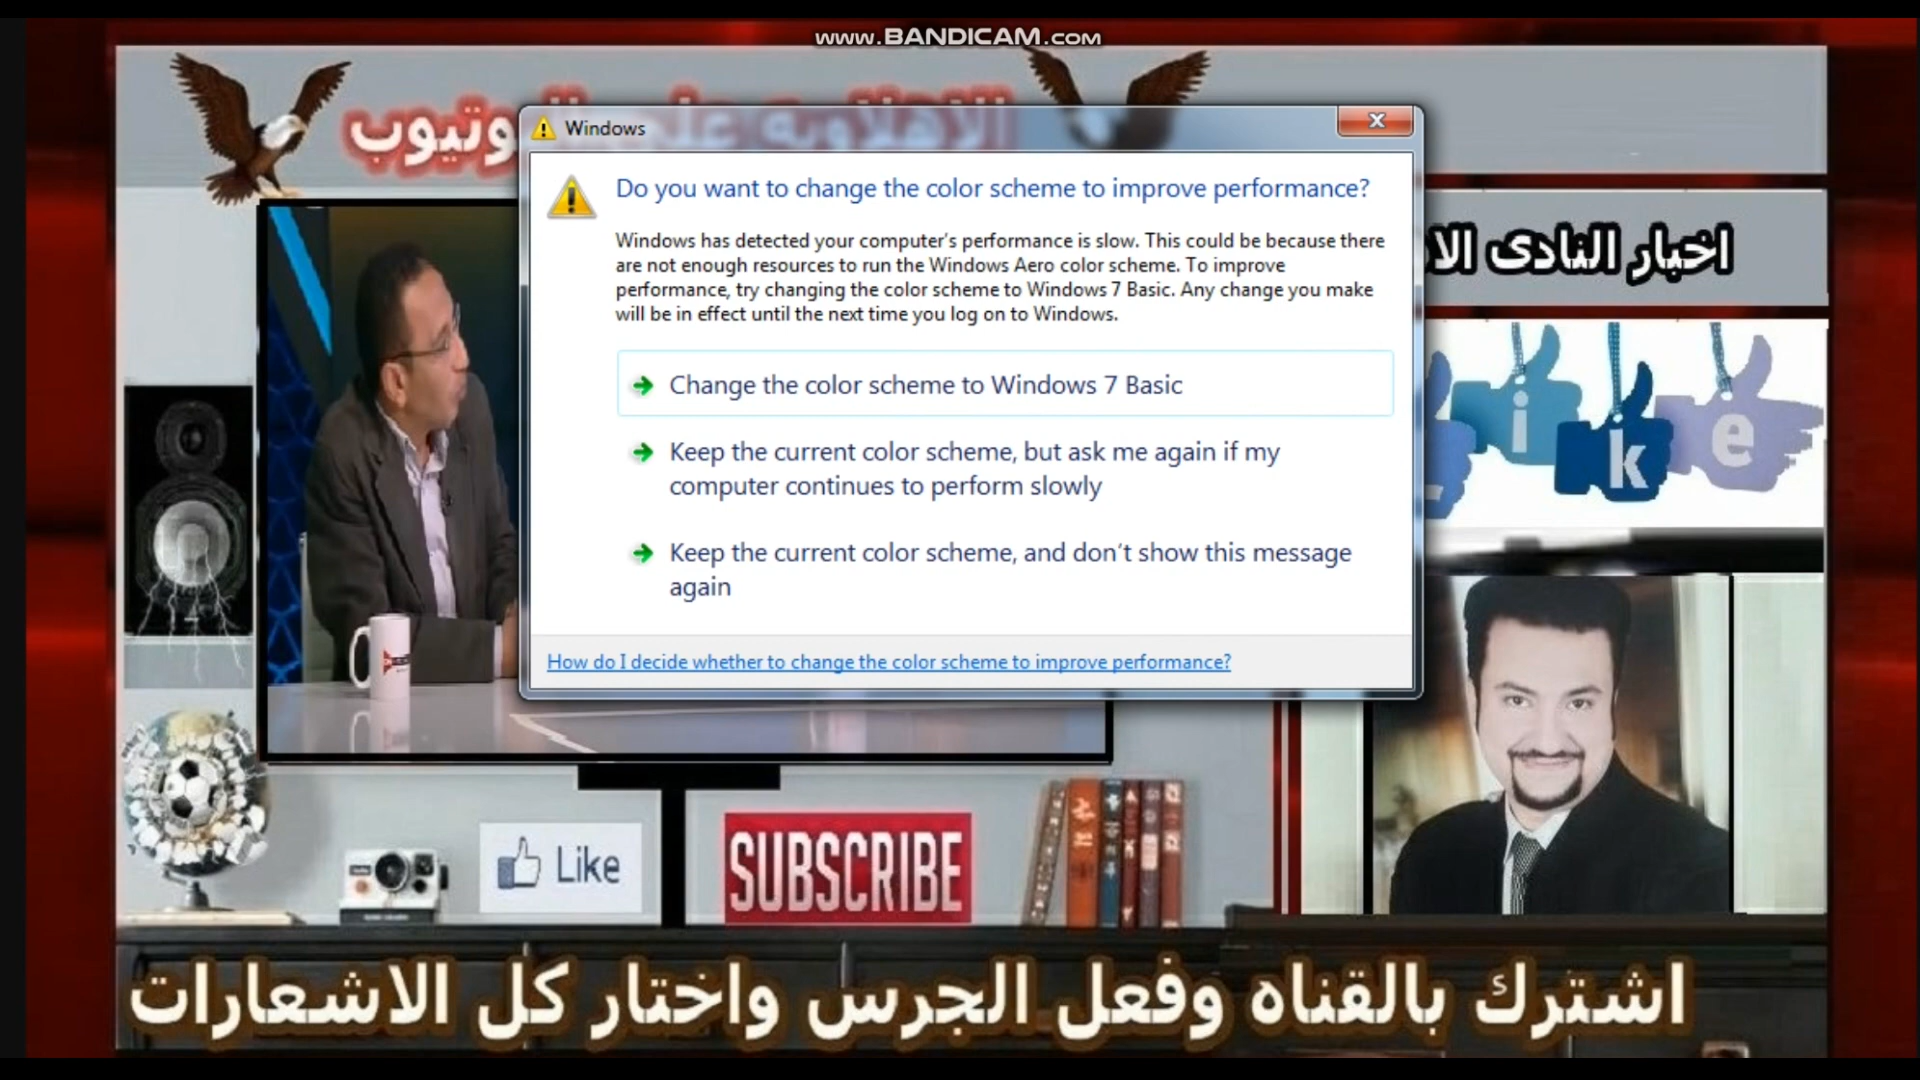 www.BANDICAM.com
Windows
Do you want to change the color scheme to improve performance?
Windows has detected your computer's performance is slow. This could be because there
are not enough resources to run the Windows Aero color scheme. To improve
performance, try changing the color scheme to Windows 7 Basic. Any change you make
will be in effect until the next time you log on to Windows.
Change the color scheme to Windows 7 Basic
Keep the current color scheme, but ask me again if my
computer continues to perform slowly
Keep the current color scheme, and don't show this message
again
How do I decide whether to change the color scheme to improve performance?
اخبار النادى
Like
Like
SUBSCRIBE
اشترك بالقناه وفعل الجرس واختار كل الاشعارات